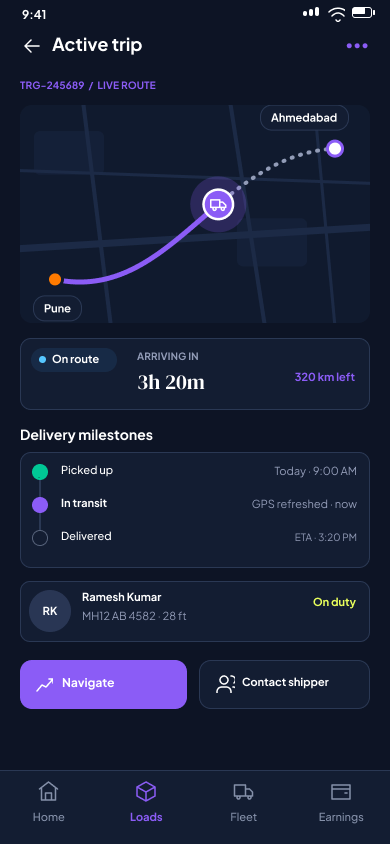 9:41
Active trip
TRG-245689 / LIVE ROUTE
Ahmedabad
Pune
On route
ARRIVING IN
3h 20m
320 km left
Delivery milestones
Picked up
Today · 9:00 AM
In transit
GPS refreshed · now
Delivered
ETA · 3:20 PM
RK
Ramesh Kumar
MH12 AB 4582 · 28 ft
On duty
Navigate
Contact shipper
Home
Loads
Fleet
Earnings